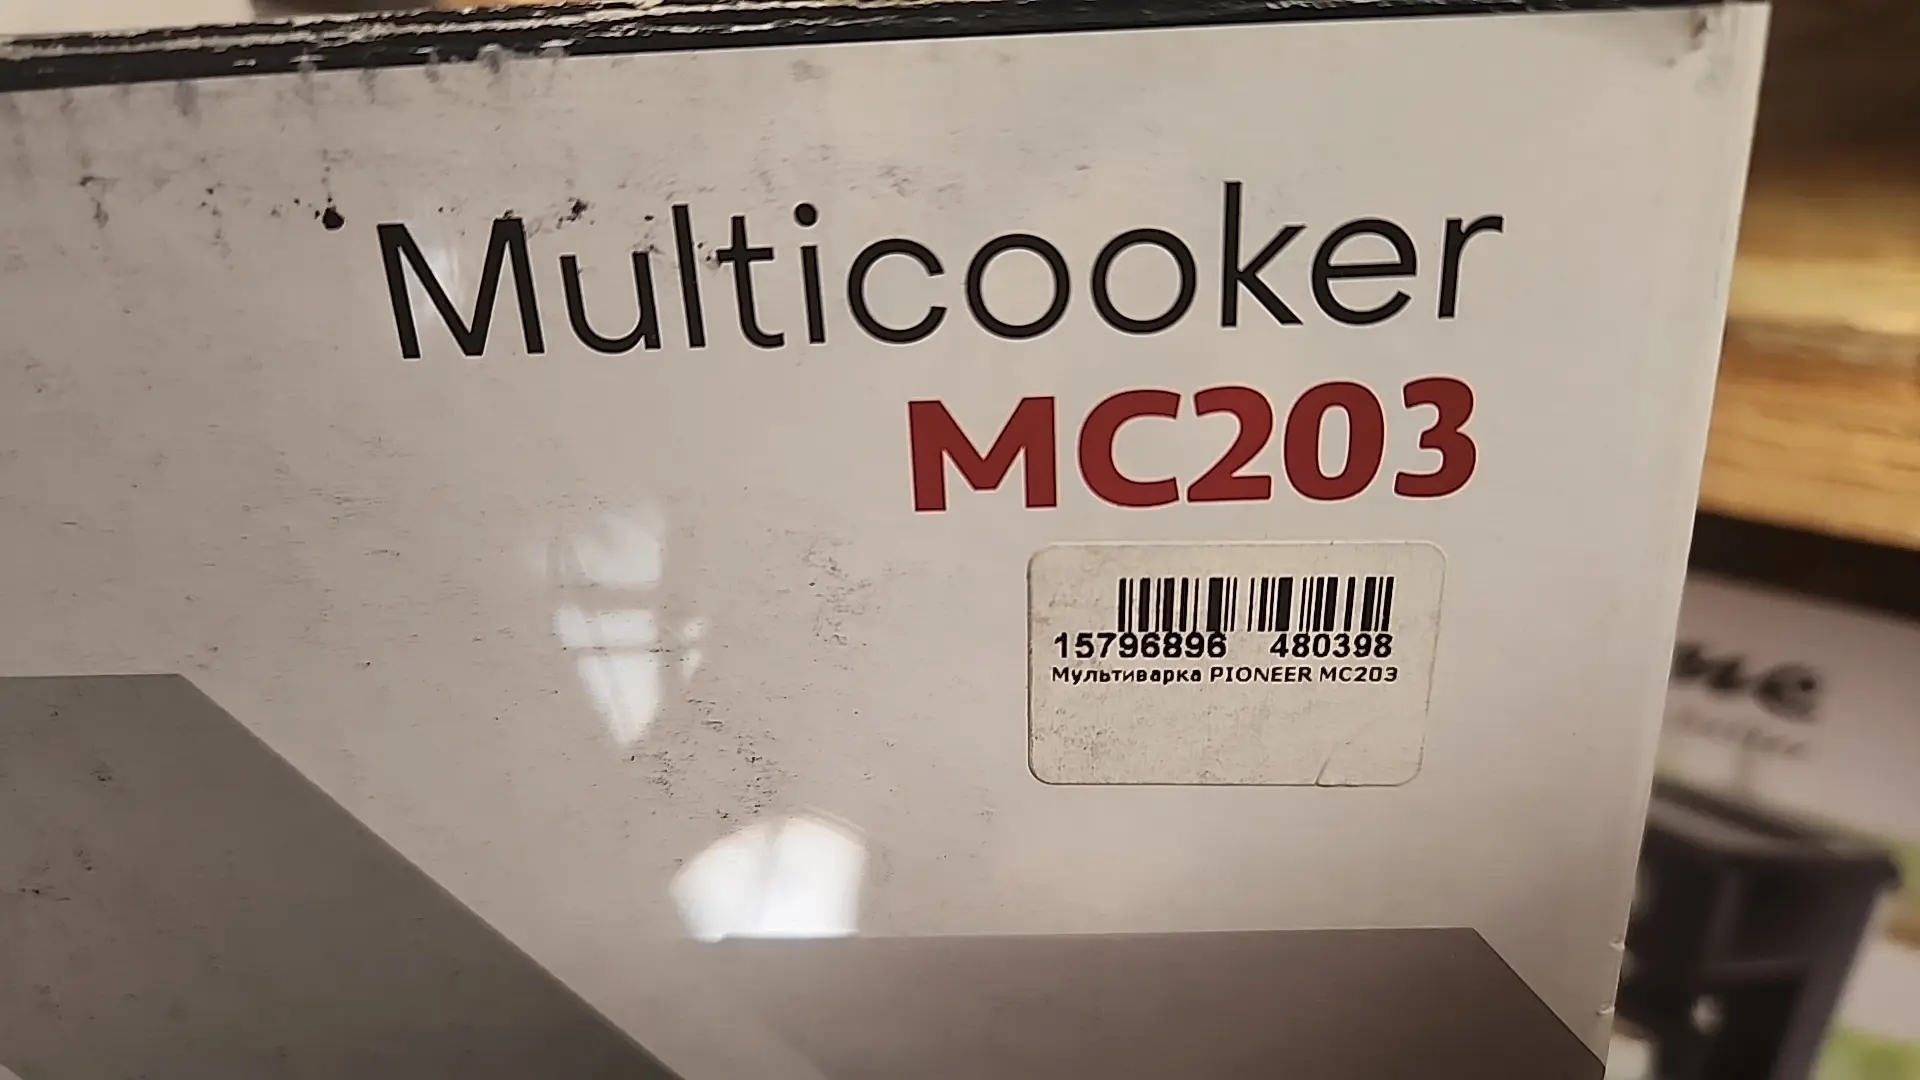 Multicooker
MC203
15796896 480398
Мультиварка PIONEER MC203